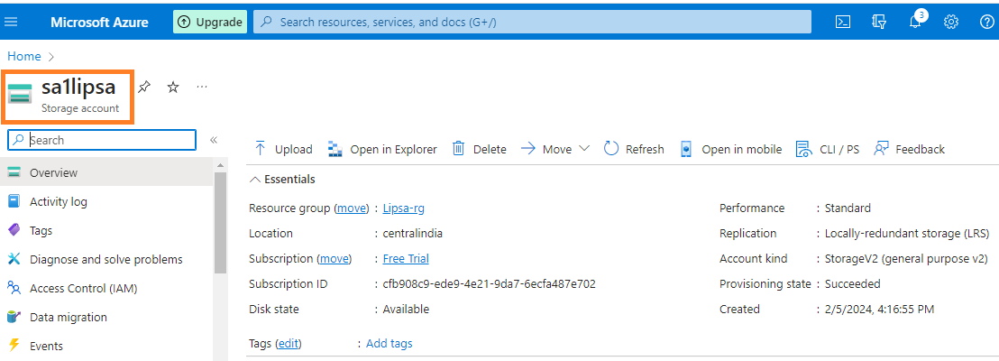 Microsoft Azure Upgrade Search resources, services, and docs (G+/) 3
Home
sa1lipsa
Storage account
Search
Upload Open in Explorer Delete Move Refresh Open in mobile CLI / PS Feedback
Overview
Activity log
Tags
Diagnose and solve problems
Access Control (IAM)
Data migration
Events
Essentials
Resource group (move) : Lipsa-rg
Location : centralindia
Subscription (move) : Free Trial
Subscription ID : cfb908c9-ede9-4e21-9da7-6ecfa487e702
Disk state : Available
Performance : Standard
Replication : Locally-redundant storage (LRS)
Account kind : StorageV2 (general purpose v2)
Provisioning state : Succeeded
Created : 2/5/2024, 4:16:55 PM
Tags (edit) : Add tags